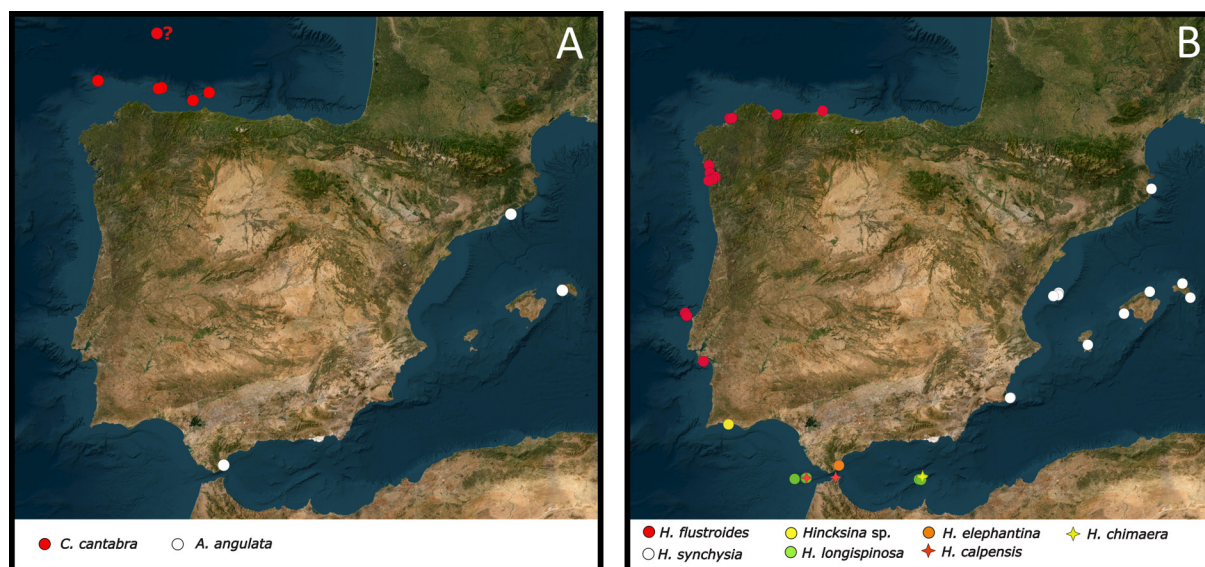 A
?
C. cantabra
A. angulata
B
H. flustroides
Hincksina sp.
H. elephantina
H. chimaera
H. synchysia
H. longispinosa
H. calpensis